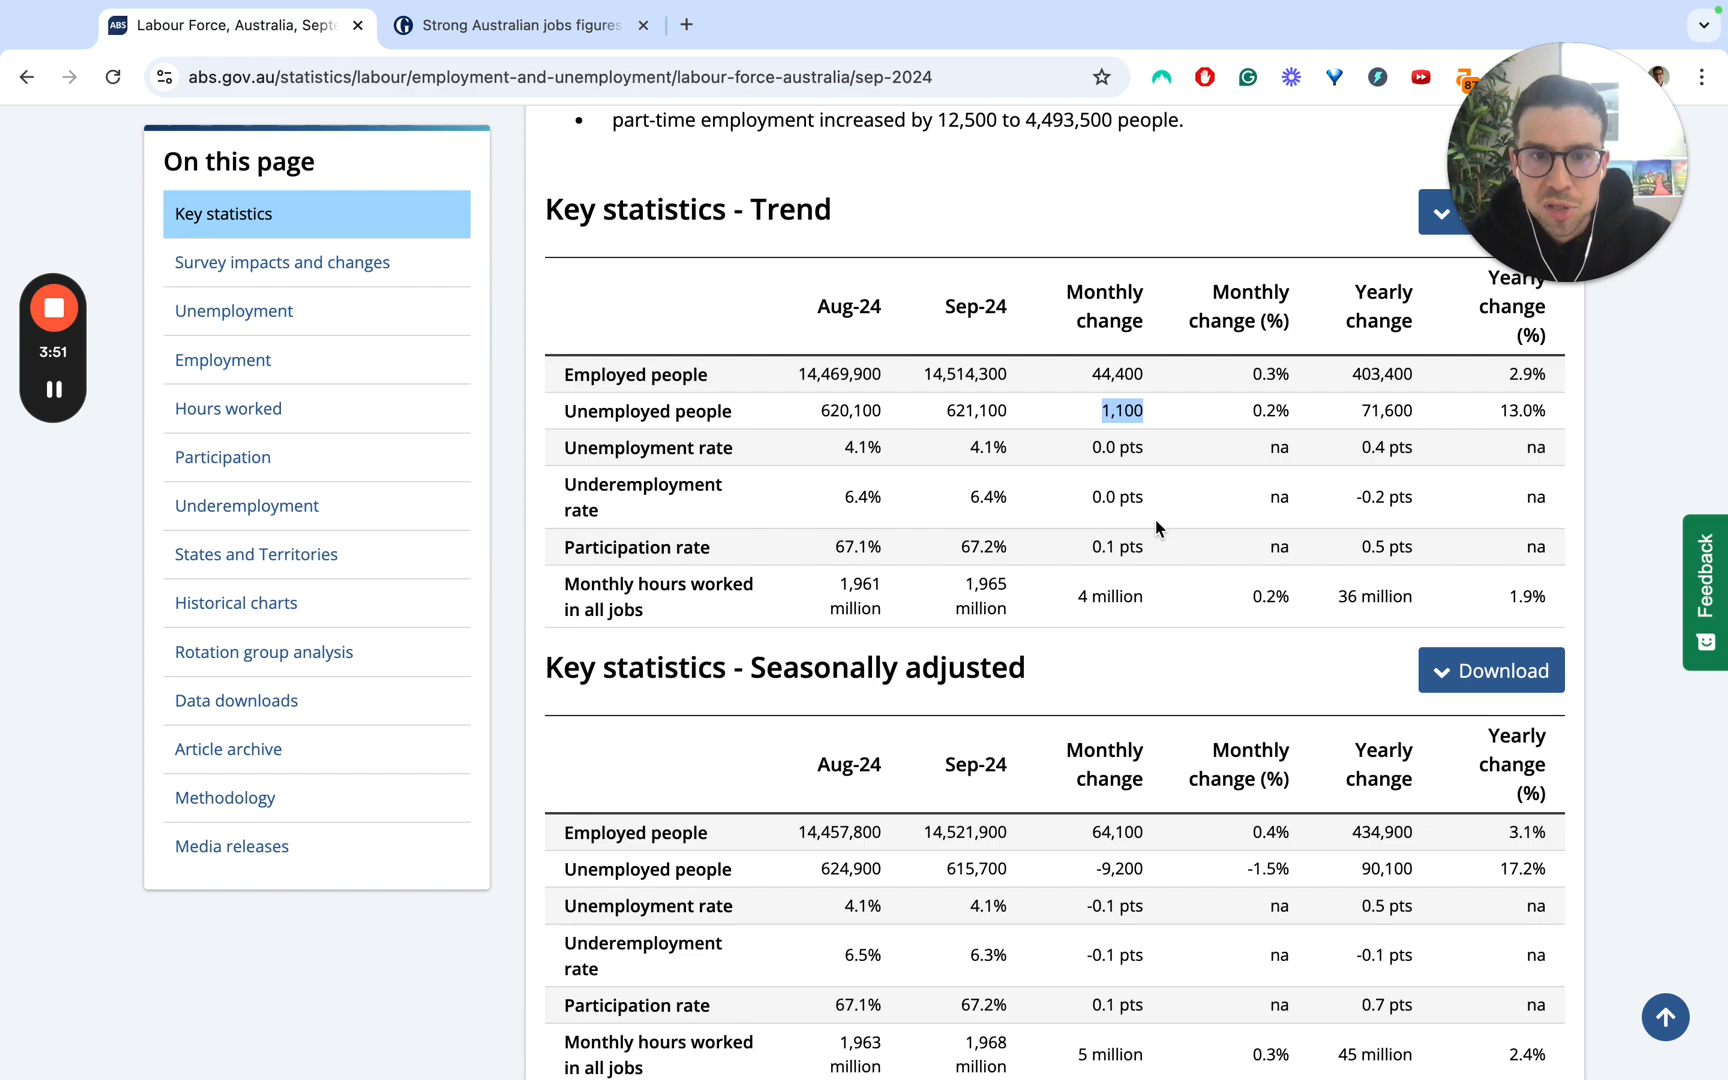 ABS
Labour Force, Australia, Septe
Strong Australian jobs figures
abs.gov.au/statistics/labour/employment-and-unemployment/labour-force-australia/sep-2024
87
3:51
On this page
Key statistics
Survey impacts and changes
Unemployment
Employment
Hours worked
Participation
Underemployment
States and Territories
Historical charts
Rotation group analysis
Data downloads
Article archive
Methodology
Media releases
part-time employment increased by 12,500 to 4,493,500 people.
Key statistics - Trend
Aug-24 Sep-24 Monthly change Monthly change (%) Yearly change Yearly change (%)
Employed people 14,469,900 14,514,300 44,400 0.3% 403,400 2.9%
Unemployed people 620,100 621,100 1,100 0.2% 71,600 13.0%
Unemployment rate 4.1% 4.1% 0.0 pts na 0.4 pts na
Underemployment rate 6.4% 6.4% 0.0 pts na -0.2 pts na
Participation rate 67.1% 67.2% 0.1 pts na 0.5 pts na
Monthly hours worked in all jobs 1,961 million 1,965 million 4 million 0.2% 36 million 1.9%
Key statistics - Seasonally adjusted
Download
Aug-24 Sep-24 Monthly change Monthly change (%) Yearly change Yearly change (%)
Employed people 14,457,800 14,521,900 64,100 0.4% 434,900 3.1%
Unemployed people 624,900 615,700 -9,200 -1.5% 90,100 17.2%
Unemployment rate 4.1% 4.1% -0.1 pts na 0.5 pts na
Underemployment rate 6.5% 6.3% -0.1 pts na -0.1 pts na
Participation rate 67.1% 67.2% 0.1 pts na 0.7 pts na
Monthly hours worked in all jobs 1,963 million 1,968 million 5 million 0.3% 45 million 2.4%
Feedback